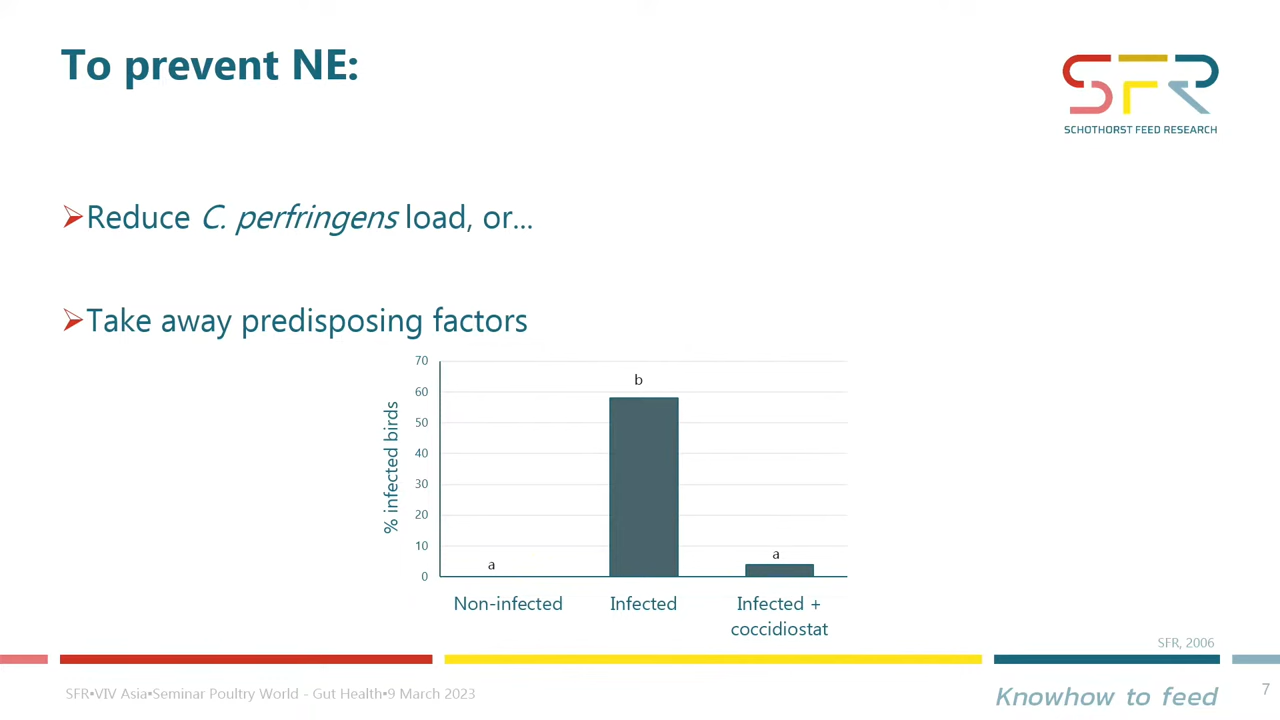 To prevent NE:
SFR
SCHOTHORST FEED RESEARCH
Reduce C. perfringens load, or...
Take away predisposing factors
% infected birds
70
60
50
40
30
20
10
0
a
b
a
Non-infected
Infected
Infected +
coccidiostat
SFR, 2006
SFR•VIV Asia•Seminar Poultry World - Gut Health•9 March 2023
Knowhow to feed
7